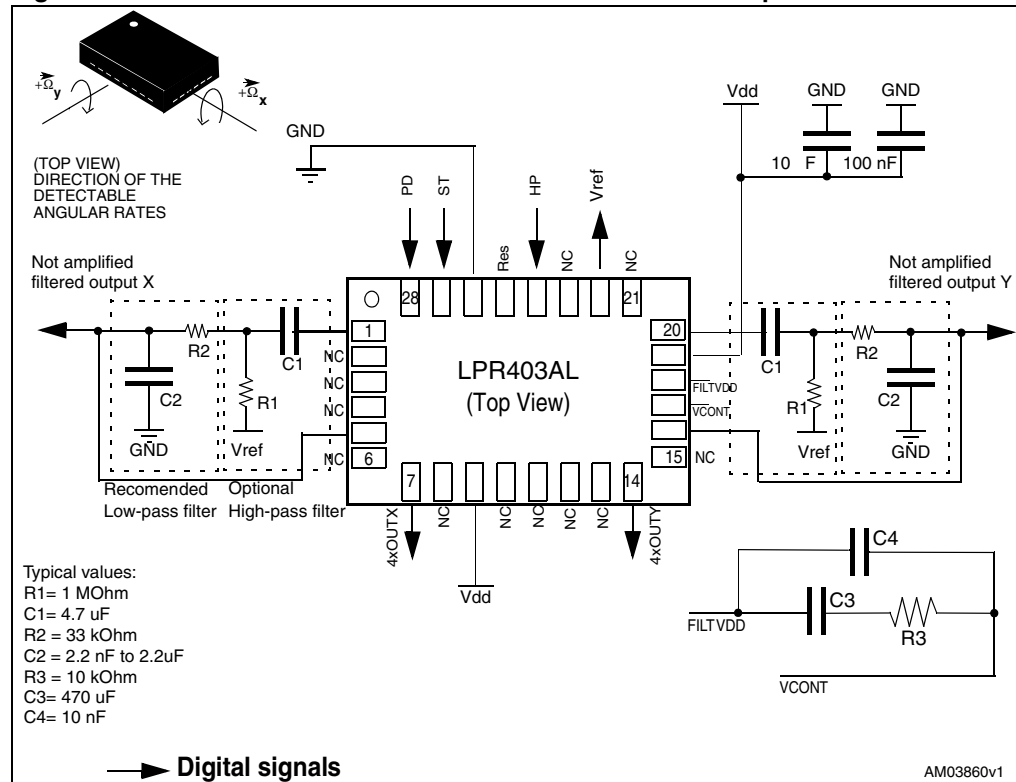 +Ω y
+Ω x
(TOP VIEW)
DIRECTION OF THE
DETECTABLE
ANGULAR RATES
GND
PD
ST
Res
HP
NC
Vref
NC
Vdd
GND
GND
10 F
100 nF
Not amplified
filtered output X
Not amplified
filtered output Y
28
21
1
NC
NC
NC
NC
6
20
FILTVDD
VCONT
15 NC
LPR403AL
(Top View)
7
14
R2
C1
C2
R1
GND
Vref
Recomended
Low-pass filter
Optional
High-pass filter
C1
R2
R1
C2
Vref
GND
4xOUTX
NC
Vdd
NC
NC
NC
NC
4xOUTY
Typical values:
R1= 1 MOhm
C1= 4.7 uF
R2 = 33 kOhm
C2 = 2.2 nF to 2.2uF
R3 = 10 kOhm
C3= 470 uF
C4= 10 nF
C4
C3
R3
FILTVDD
VCONT
Digital signals
AM03860v1